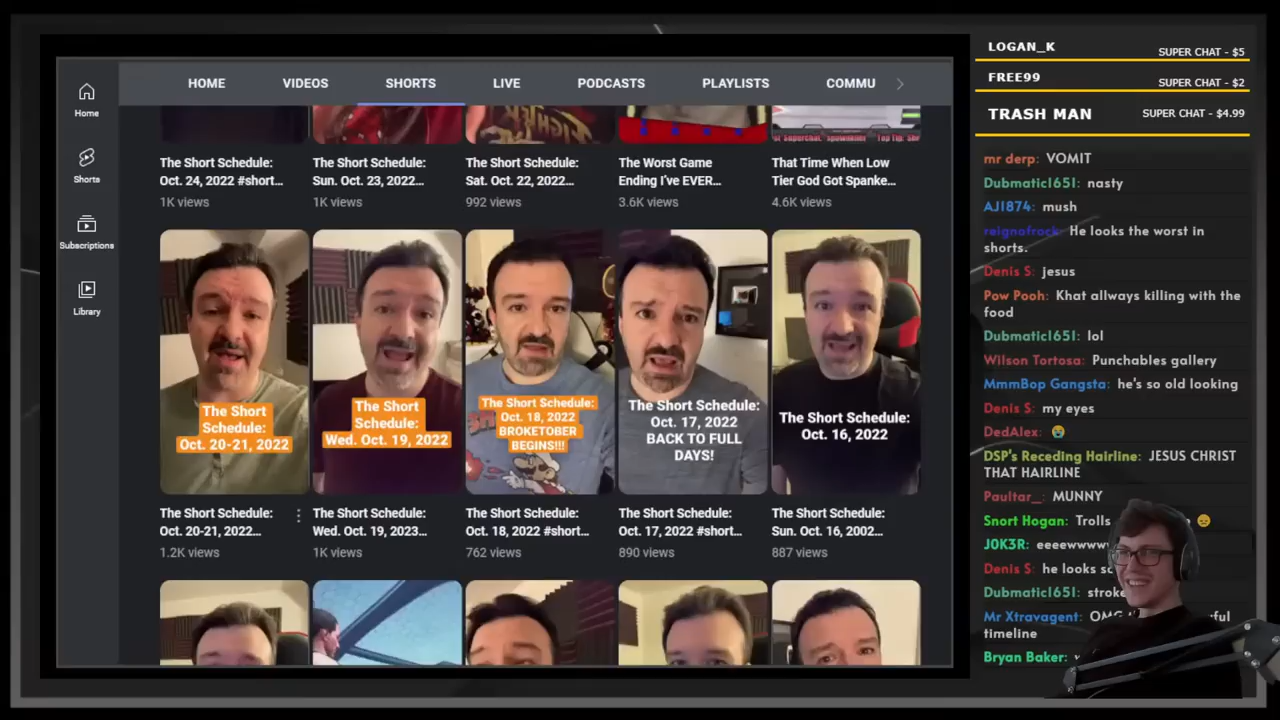 HOME
VIDEOS
SHORTS
LIVE
PODCASTS
PLAYLISTS
COMMU
Home
Shorts
Subscriptions
Library
The Short Schedule:
Oct. 24, 2022 #short...
1K views
The Short Schedule:
Sun. Oct. 23, 2022...
1K views
The Short Schedule:
Sat. Oct. 22, 2022...
992 views
The Worst Game
Ending I've EVER...
3.6K views
That Time When Low
Tier God Got Spanke...
4.6K views
The Short
Schedule:
Oct. 20-21, 2022
The Short
Schedule:
Wed. Oct. 19, 2022
The Short Schedule:
Oct. 18, 2022
BROKETOBER
BEGINS!!!
The Short Schedule:
Oct. 17, 2022
BACK TO FULL
DAYS!
The Short Schedule:
Oct. 16, 2022
The Short Schedule:
Oct. 20-21, 2022...
1.2K views
The Short Schedule:
Wed. Oct. 19, 2023...
1K views
The Short Schedule:
Oct. 18, 2022 #short...
762 views
The Short Schedule:
Oct. 17, 2022 #short...
890 views
The Short Schedule:
Sun. Oct. 16, 2002...
887 views
LOGAN_K
SUPER CHAT - $5
FREE99
SUPER CHAT - $2
TRASH MAN
SUPER CHAT - $4.99
mr derp: VOMIT
Dubmatic1651: nasty
AJ1874: mush
reignofrock: He looks the worst in
shorts.
Denis S: jesus
Pow Pooh: Khat allways killing with the
food
Dubmatic1651: lol
Wilson Tortosa: Punchables gallery
MmmBop Gangsta: he's so old looking
Denis S: my eyes
DedAlex: 😭
DSP's Receding Hairline: JESUS CHRIST
THAT HAIRLINE
Paultar_: MUNNY
Snort Hogan: Trolls
J0K3R:
Denis S: he looks
Dubmatic1651:
Mr Xtravagent:
timeline
Bryan Baker: